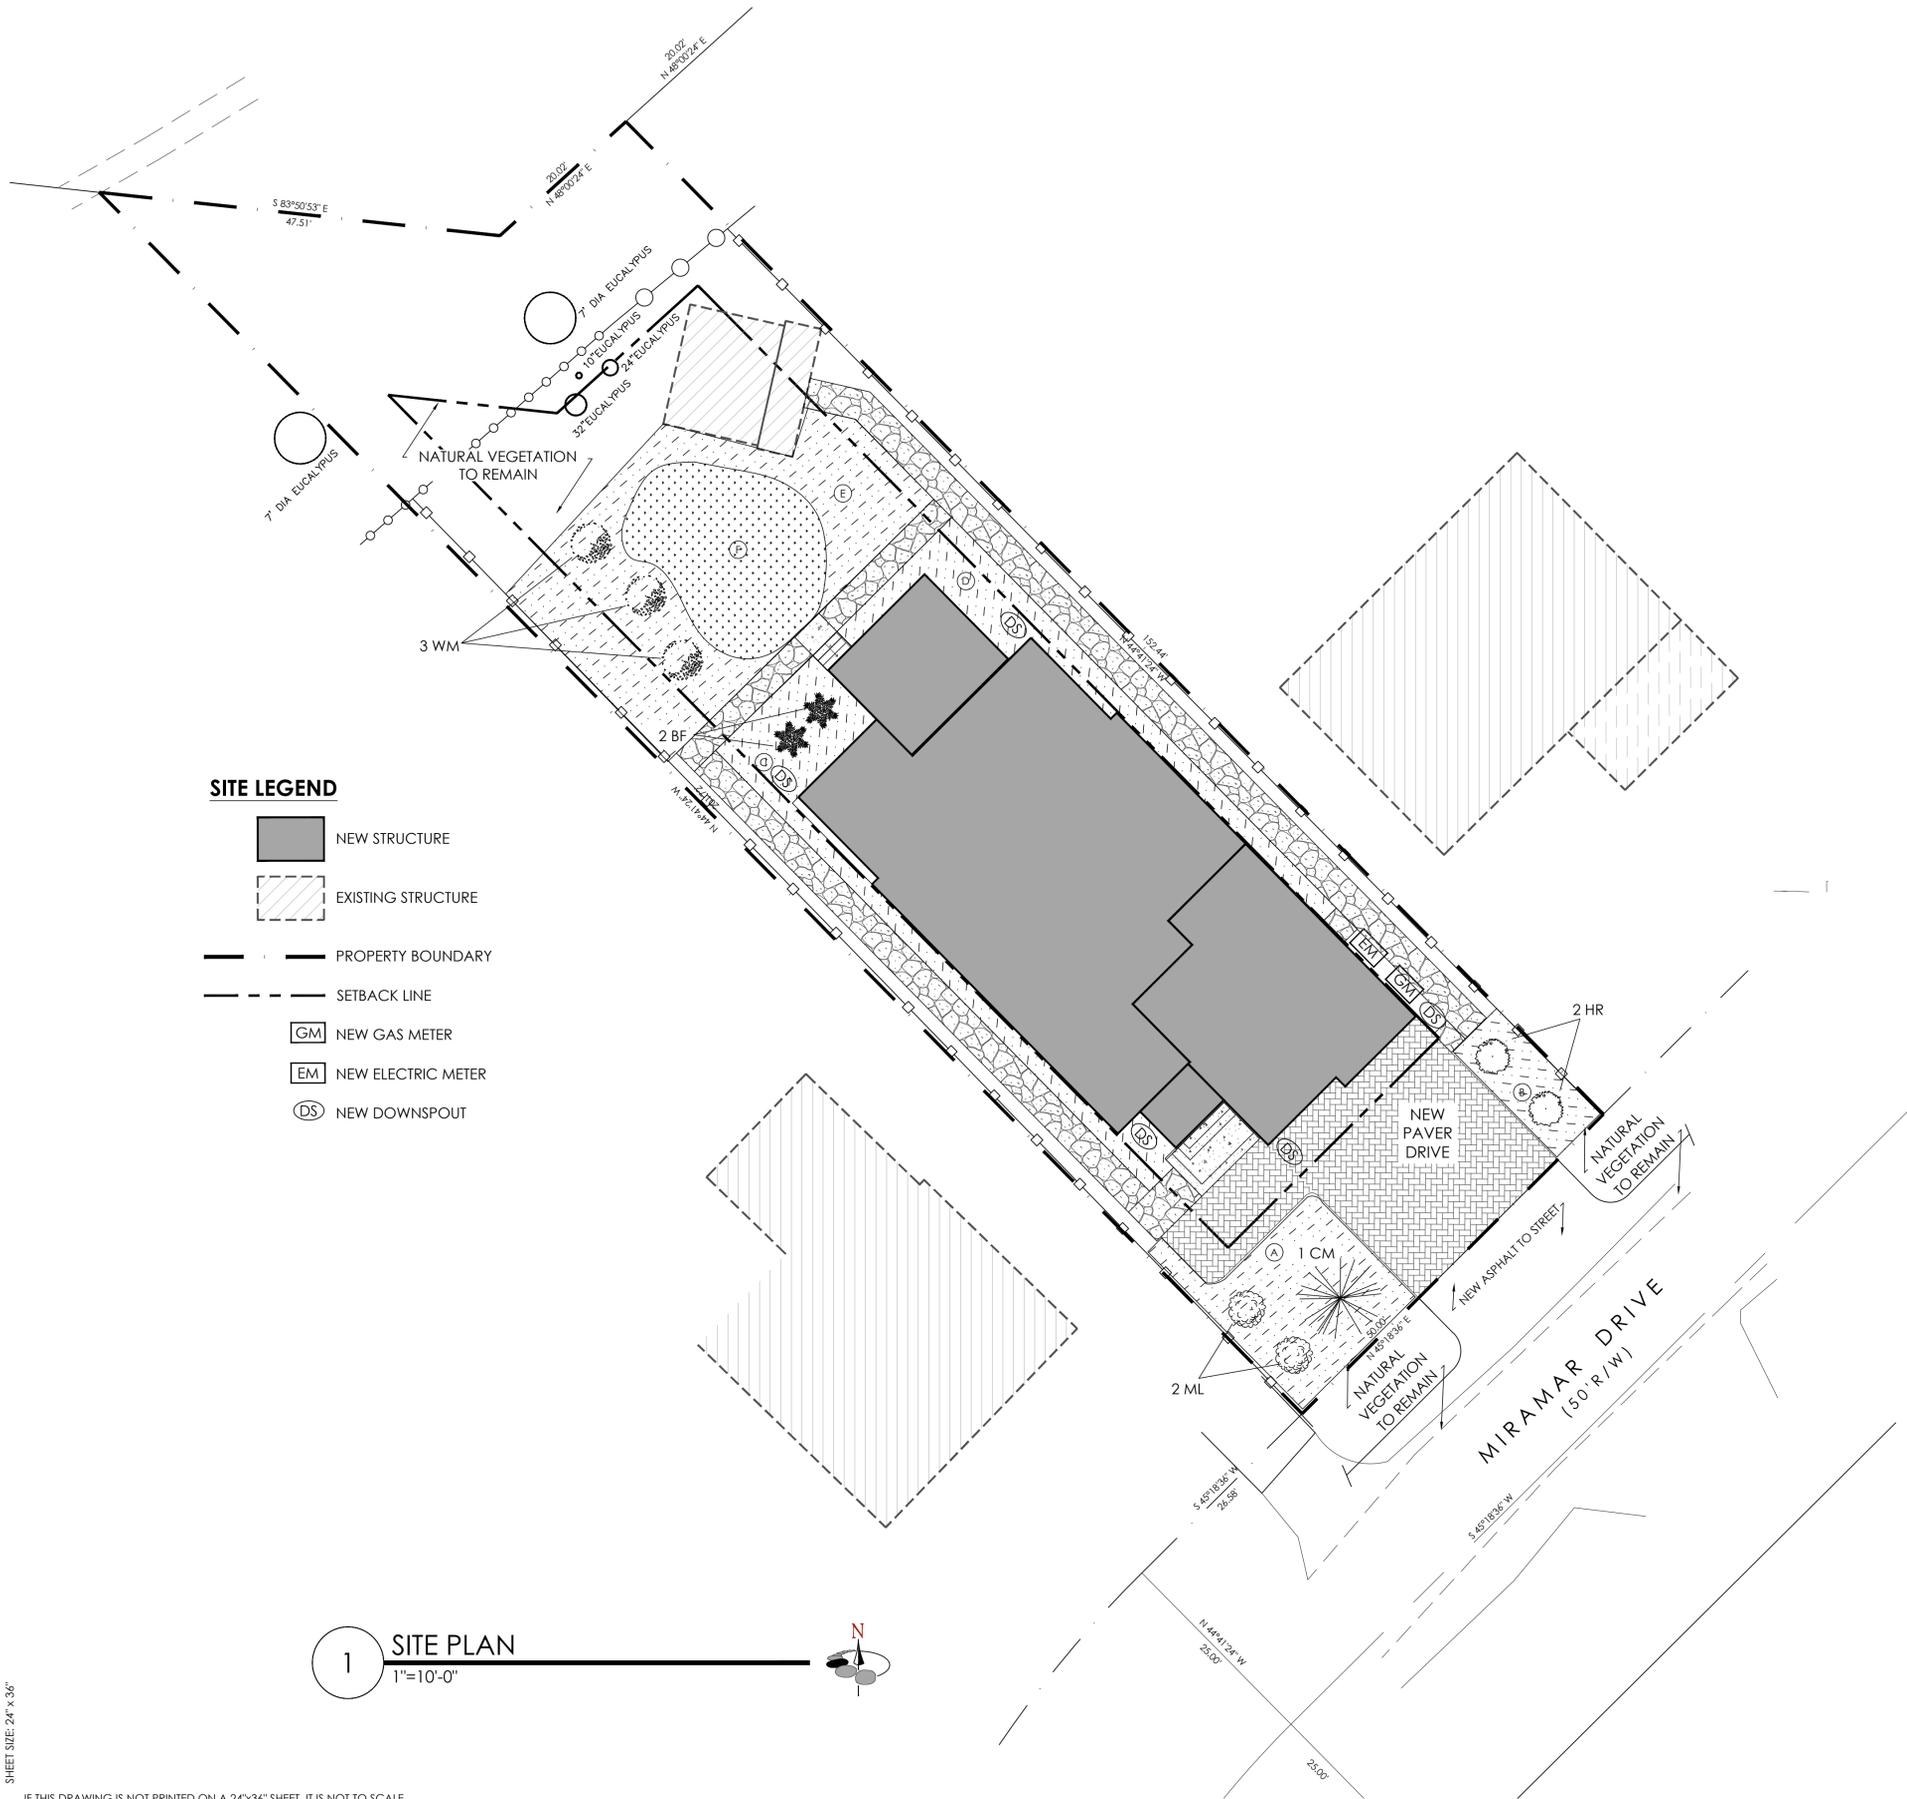 20.02'
N 48°00'24" E
20.02'
N 48°00'24" E
S 83°50'53" E
47.51'
7' DIA EUCALYPUS
10"EUCALYPUS
24"EUCALYPUS
32"EUCALYPUS
7' DIA EUCALYPUS
NATURAL VEGETATION
TO REMAIN
E
F
D
DS
3 WM
2 BF
C
DS
152.44'
N 44°41'24" W
N 44°41'24" W
SITE LEGEND
NEW STRUCTURE
EXISTING STRUCTURE
PROPERTY BOUNDARY
SETBACK LINE
GM NEW GAS METER
EM NEW ELECTRIC METER
DS NEW DOWNSPOUT
EM
GM
DS
2 HR
B
DS
DS
NEW
PAVER
DRIVE
NATURAL
VEGETATION
TO REMAIN
A
1 CM
NEW ASPHALT TO STREET
50.00'
N 45°18'36" E
2 ML
NATURAL
VEGETATION
TO REMAIN
MIRAMAR DRIVE
(50'R/W)
S 45°18'36" W
26.58'
S 45°18'36" W
N 44°41'24" W
25.00'
25.00'
1
SITE PLAN
1"=10'-0"
N
SHEET SIZE: 24" x 36"
IF THIS DRAWING IS NOT PRINTED ON A 24"x36" SHEET, IT IS NOT TO SCALE